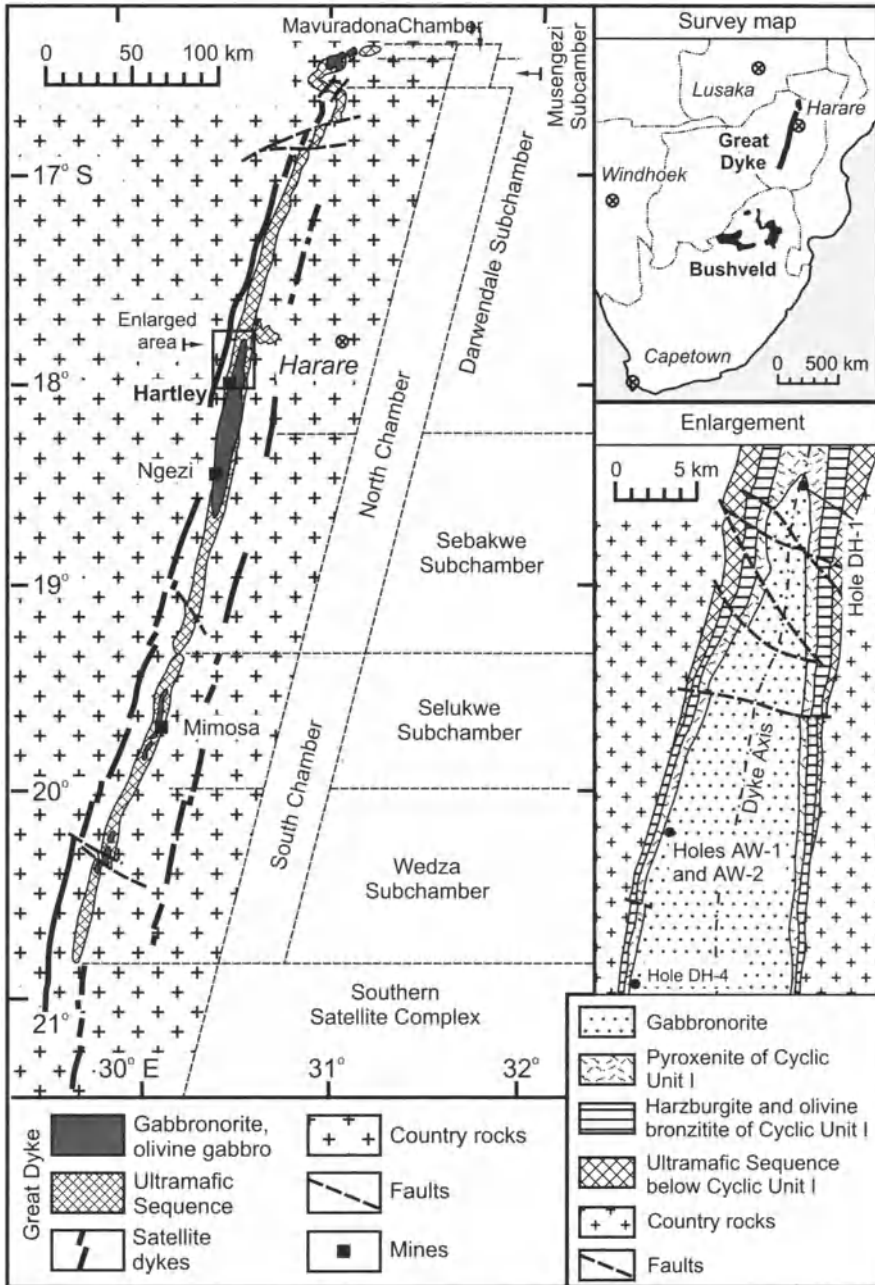 Mavuradona Chamber
0 50 100 km
Musengezi
Subcamber
17° S
Darwendale Subchamber
Enlarged
area
Harare
18°
Hartley
North Chamber
Ngezi
Sebakwe
Subchamber
19°
Selukwe
Subchamber
Mimosa
20°
South Chamber
Wedza
Subchamber
Southern
Satellite Complex
21°
30° E
31°
32°
Great Dyke
Gabbronorite,
olivine gabbro
Ultramafic
Sequence
Satellite
dykes
Country rocks
Faults
Mines
Survey map
Lusaka
Harare
Great
Dyke
Windhoek
Bushveld
Capetown
0 500 km
Enlargement
0 5 km
Hole DH-1
Dyke Axis
Holes AW-1
and AW-2
Hole DH-4
Gabbronorite
Pyroxenite of Cyclic
Unit I
Harzburgite and olivine
bronzitite of Cyclic Unit I
Ultramafic Sequence
below Cyclic Unit I
Country rocks
Faults